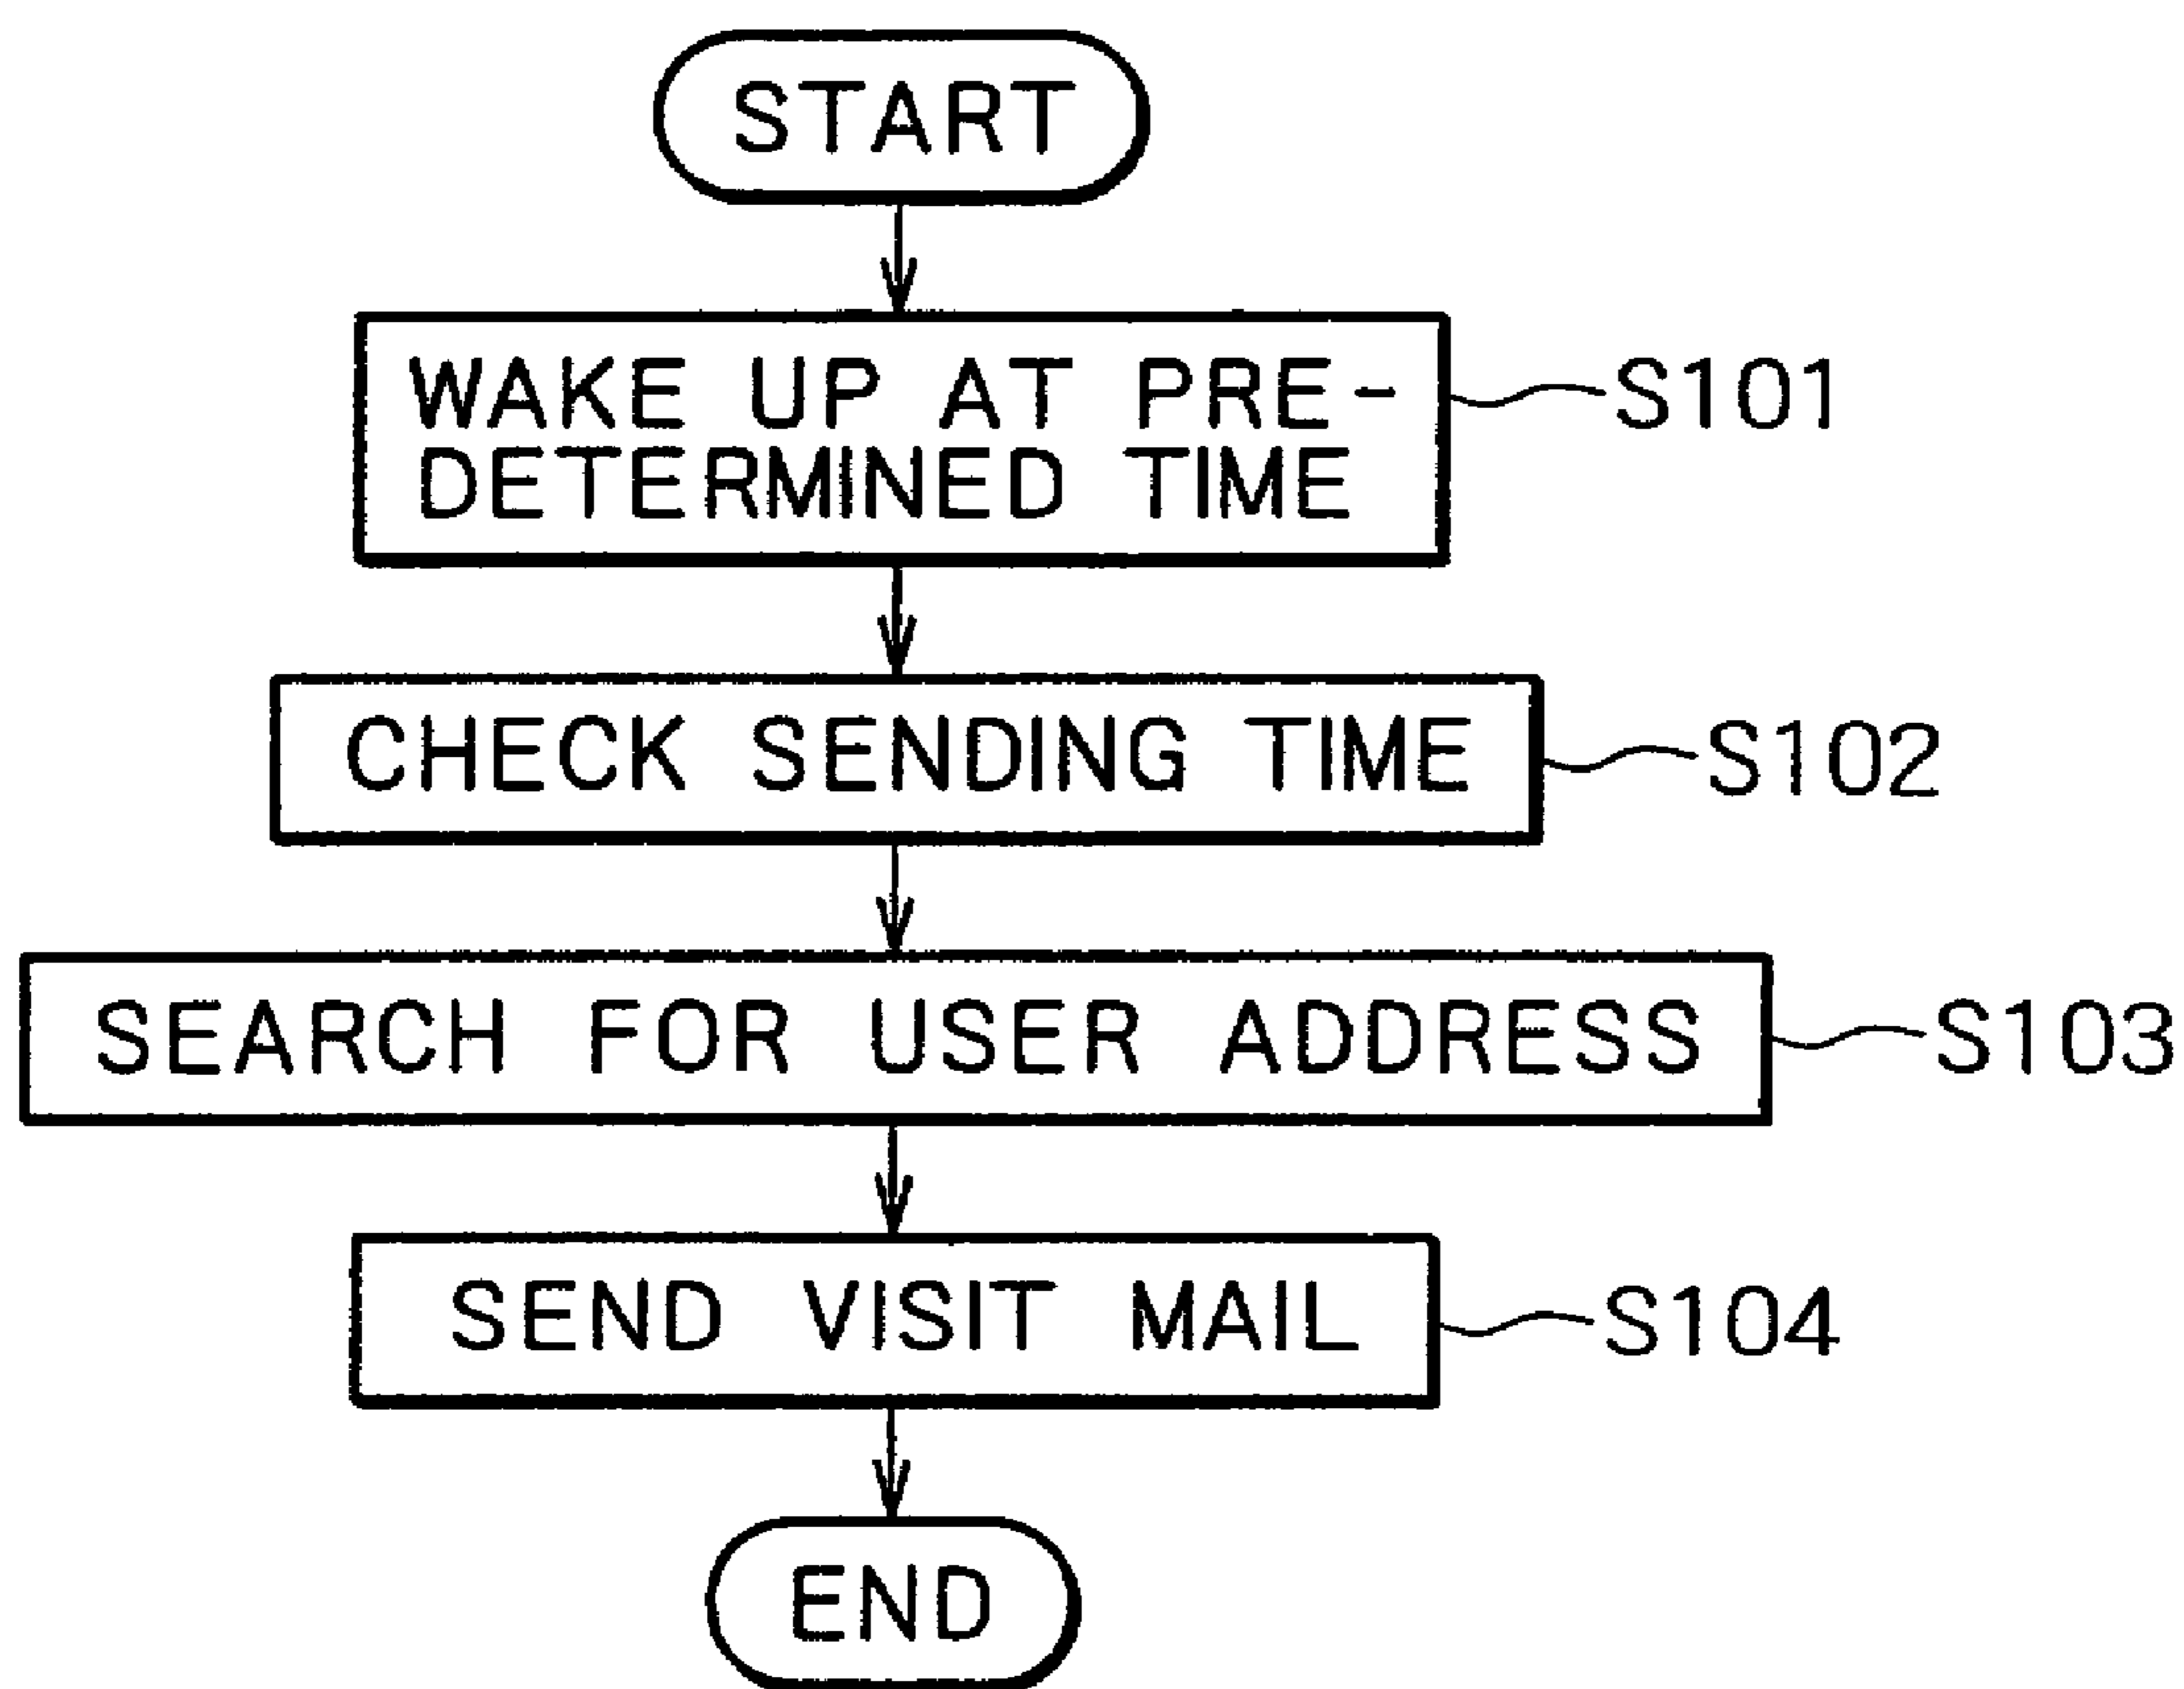 START
WAKE UP AT PRE-
DETERMINED TIME
S101
CHECK SENDING TIME
S102
SEARCH FOR USER ADDRESS
S103
SEND VISIT MAIL
S104
END